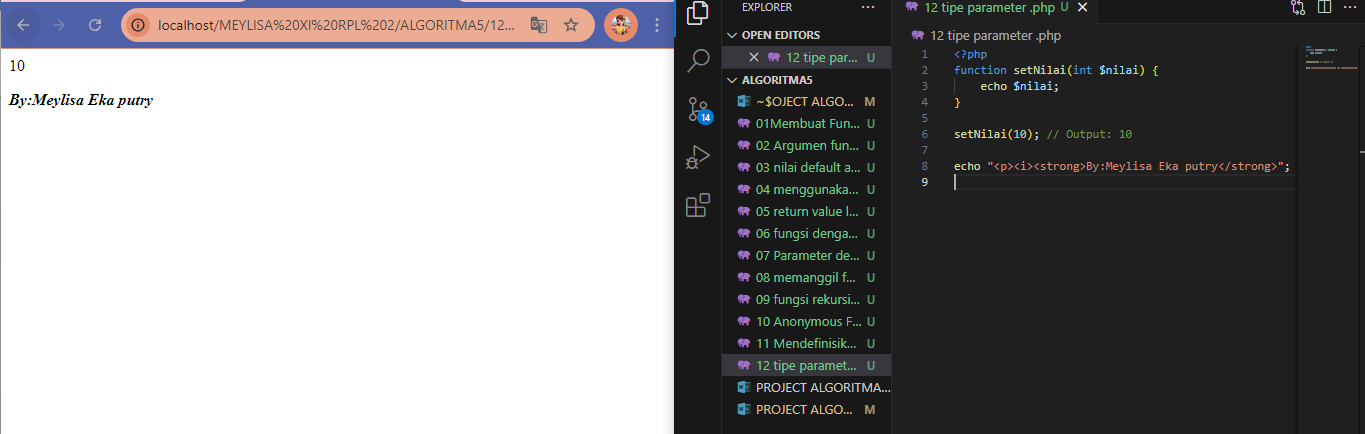 localhost/MEYLISA%20XI%20RPL%202/ALGORITMA5/12...
10
By:Meylisa Eka putry
EXPLORER
OPEN EDITORS
12 tipe par... U
ALGORITMA5
~$OJECT ALGO... M
01Membuat Fun... U
02 Argumen fun... U
03 nilai default a... U
04 menggunaka... U
05 return value l... U
06 fungsi denga... U
07 Parameter de... U
08 memanggil f... U
09 fungsi rekursi... U
10 Anonymous F... U
11 Mendefinisik... U
12 tipe paramet... U
PROJECT ALGORITMA...
PROJECT ALGO... M
14
12 tipe parameter .php U
12 tipe parameter .php
1 <?php
2 function setNilai(int $nilai) {
3 echo $nilai;
4 }
5
6 setNilai(10); // Output: 10
7
8 echo "<p><i><strong>By:Meylisa Eka putry</strong>";
9